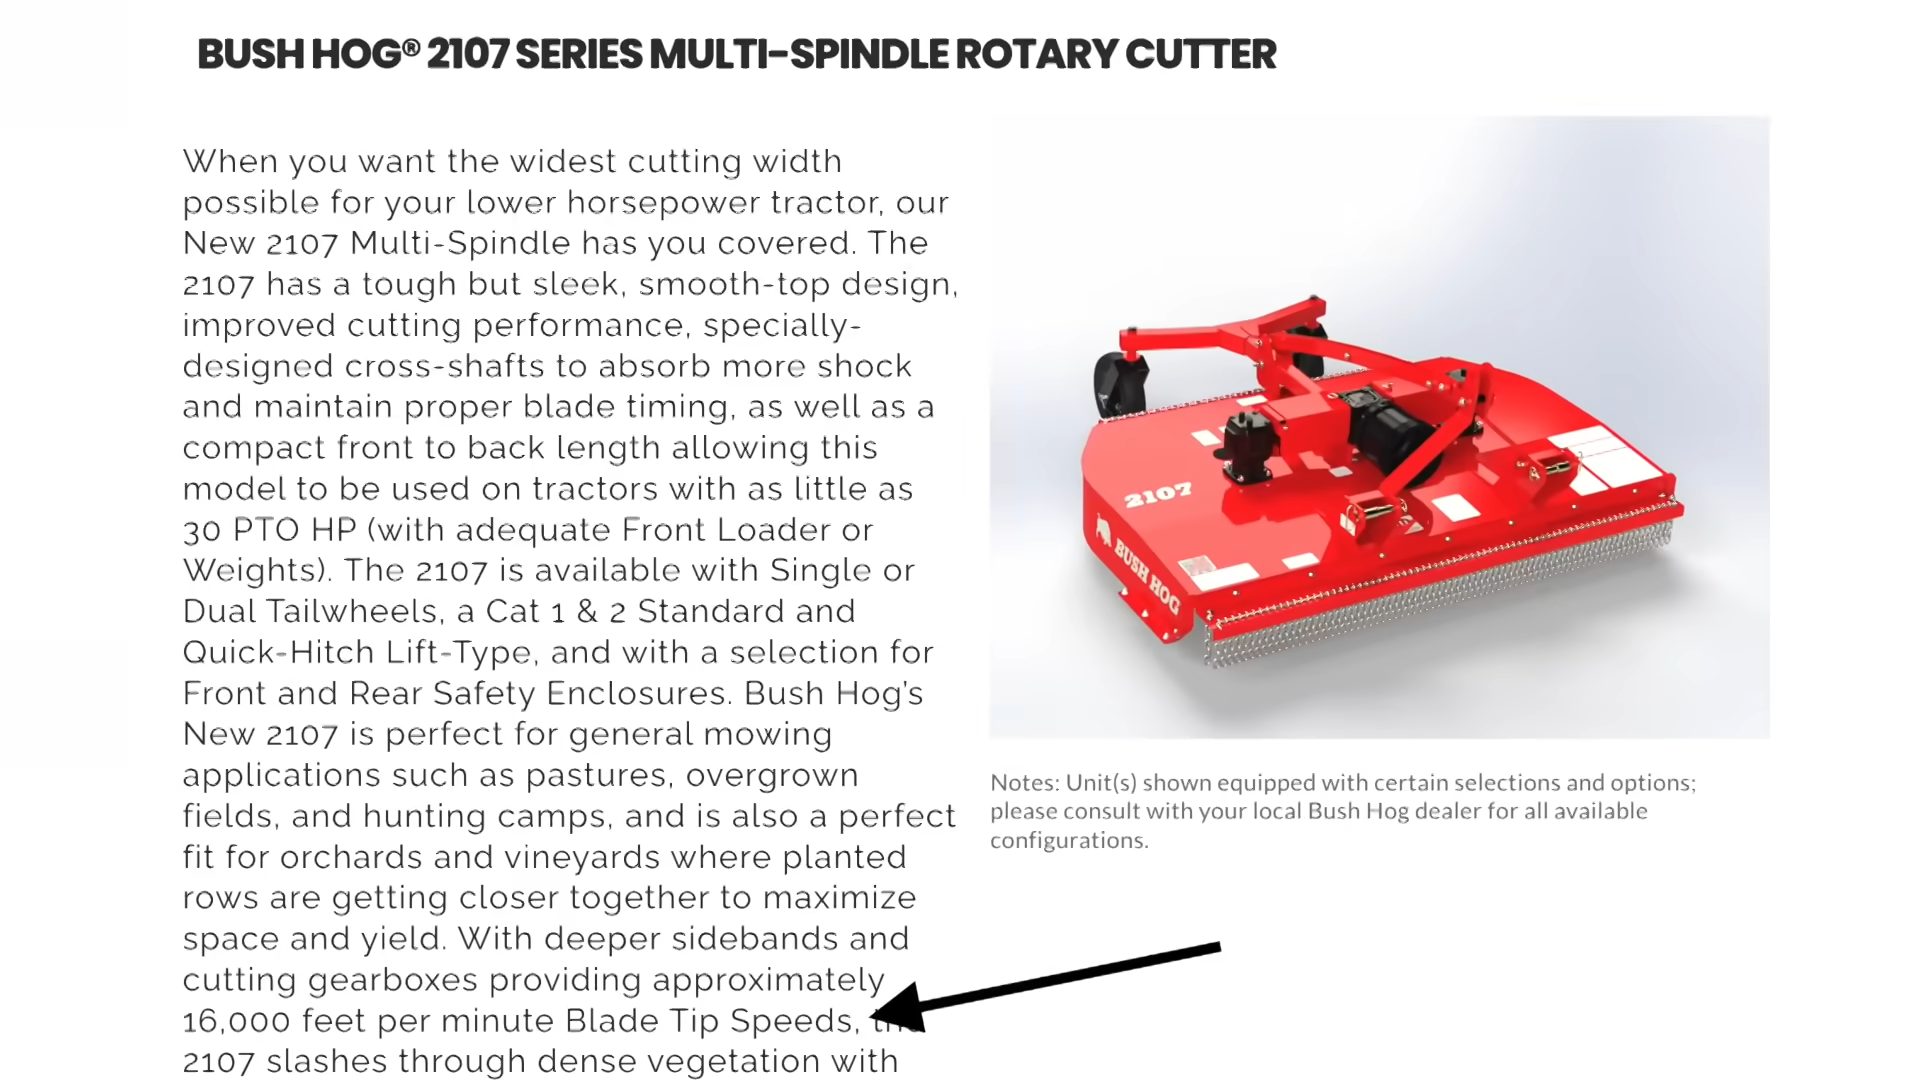 BUSH HOG® 2107 SERIES MULTI-SPINDLE ROTARY CUTTER
When you want the widest cutting width
possible for your lower horsepower tractor, our
New 2107 Multi-Spindle has you covered. The
2107 has a tough but sleek, smooth-top design,
improved cutting performance, specially-
designed cross-shafts to absorb more shock
and maintain proper blade timing, as well as a
compact front to back length allowing this
model to be used on tractors with as little as
30 PTO HP (with adequate Front Loader or
Weights). The 2107 is available with Single or
Dual Tailwheels, a Cat 1 & 2 Standard and
Quick-Hitch Lift-Type, and with a selection for
Front and Rear Safety Enclosures. Bush Hog's
New 2107 is perfect for general mowing
applications such as pastures, overgrown
fields, and hunting camps, and is also a perfect
fit for orchards and vineyards where planted
rows are getting closer together to maximize
space and yield. With deeper sidebands and
cutting gearboxes providing approximately
16,000 feet per minute Blade Tip Speeds,
2107 slashes through dense vegetation with
2107
BUSH HOG
Notes: Unit(s) shown equipped with certain selections and options;
please consult with your local Bush Hog dealer for all available
configurations.